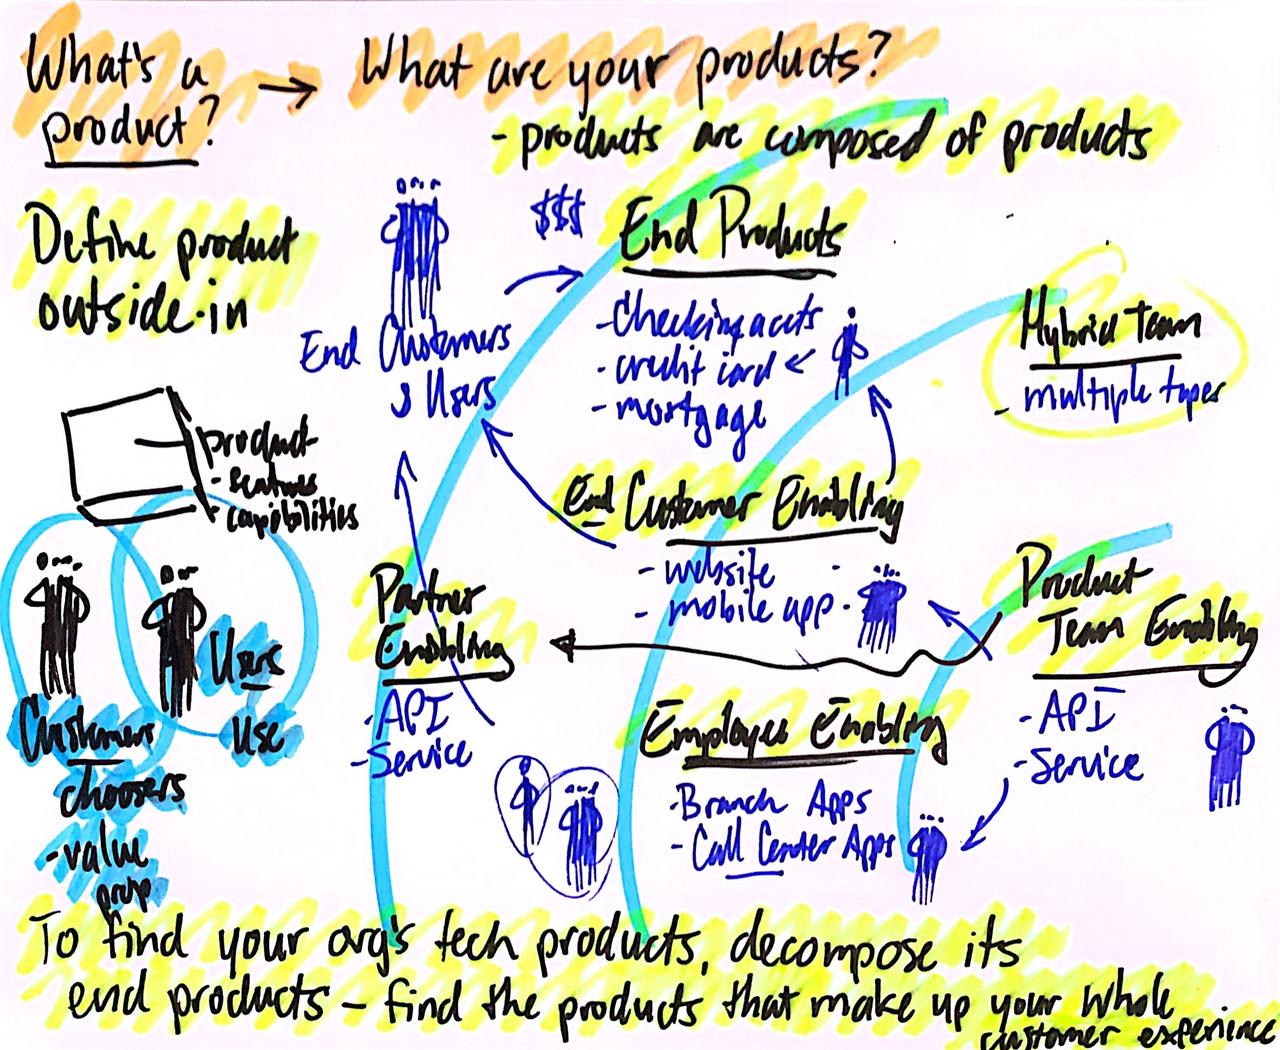 What's a
product?
→ What are your products?
- products are composed of products
Define product
outside-in
$$$
End Customers
& Users
End Products
- checking accts
- credit card
- mortgage
Hybrid Team
- multiple types
product
- features
- capabilities
End Customer Enabling
- website
- mobile app
Partner
Enabling
- API
- Service
Product
Team Enabling
- API
- Service
Employee Enabling
- Branch Apps
- Call Center Apps
Users
Use
Customers
choosers
- value
prop
To find your org's tech products, decompose its
end products – find the products that make up your whole
customer experience